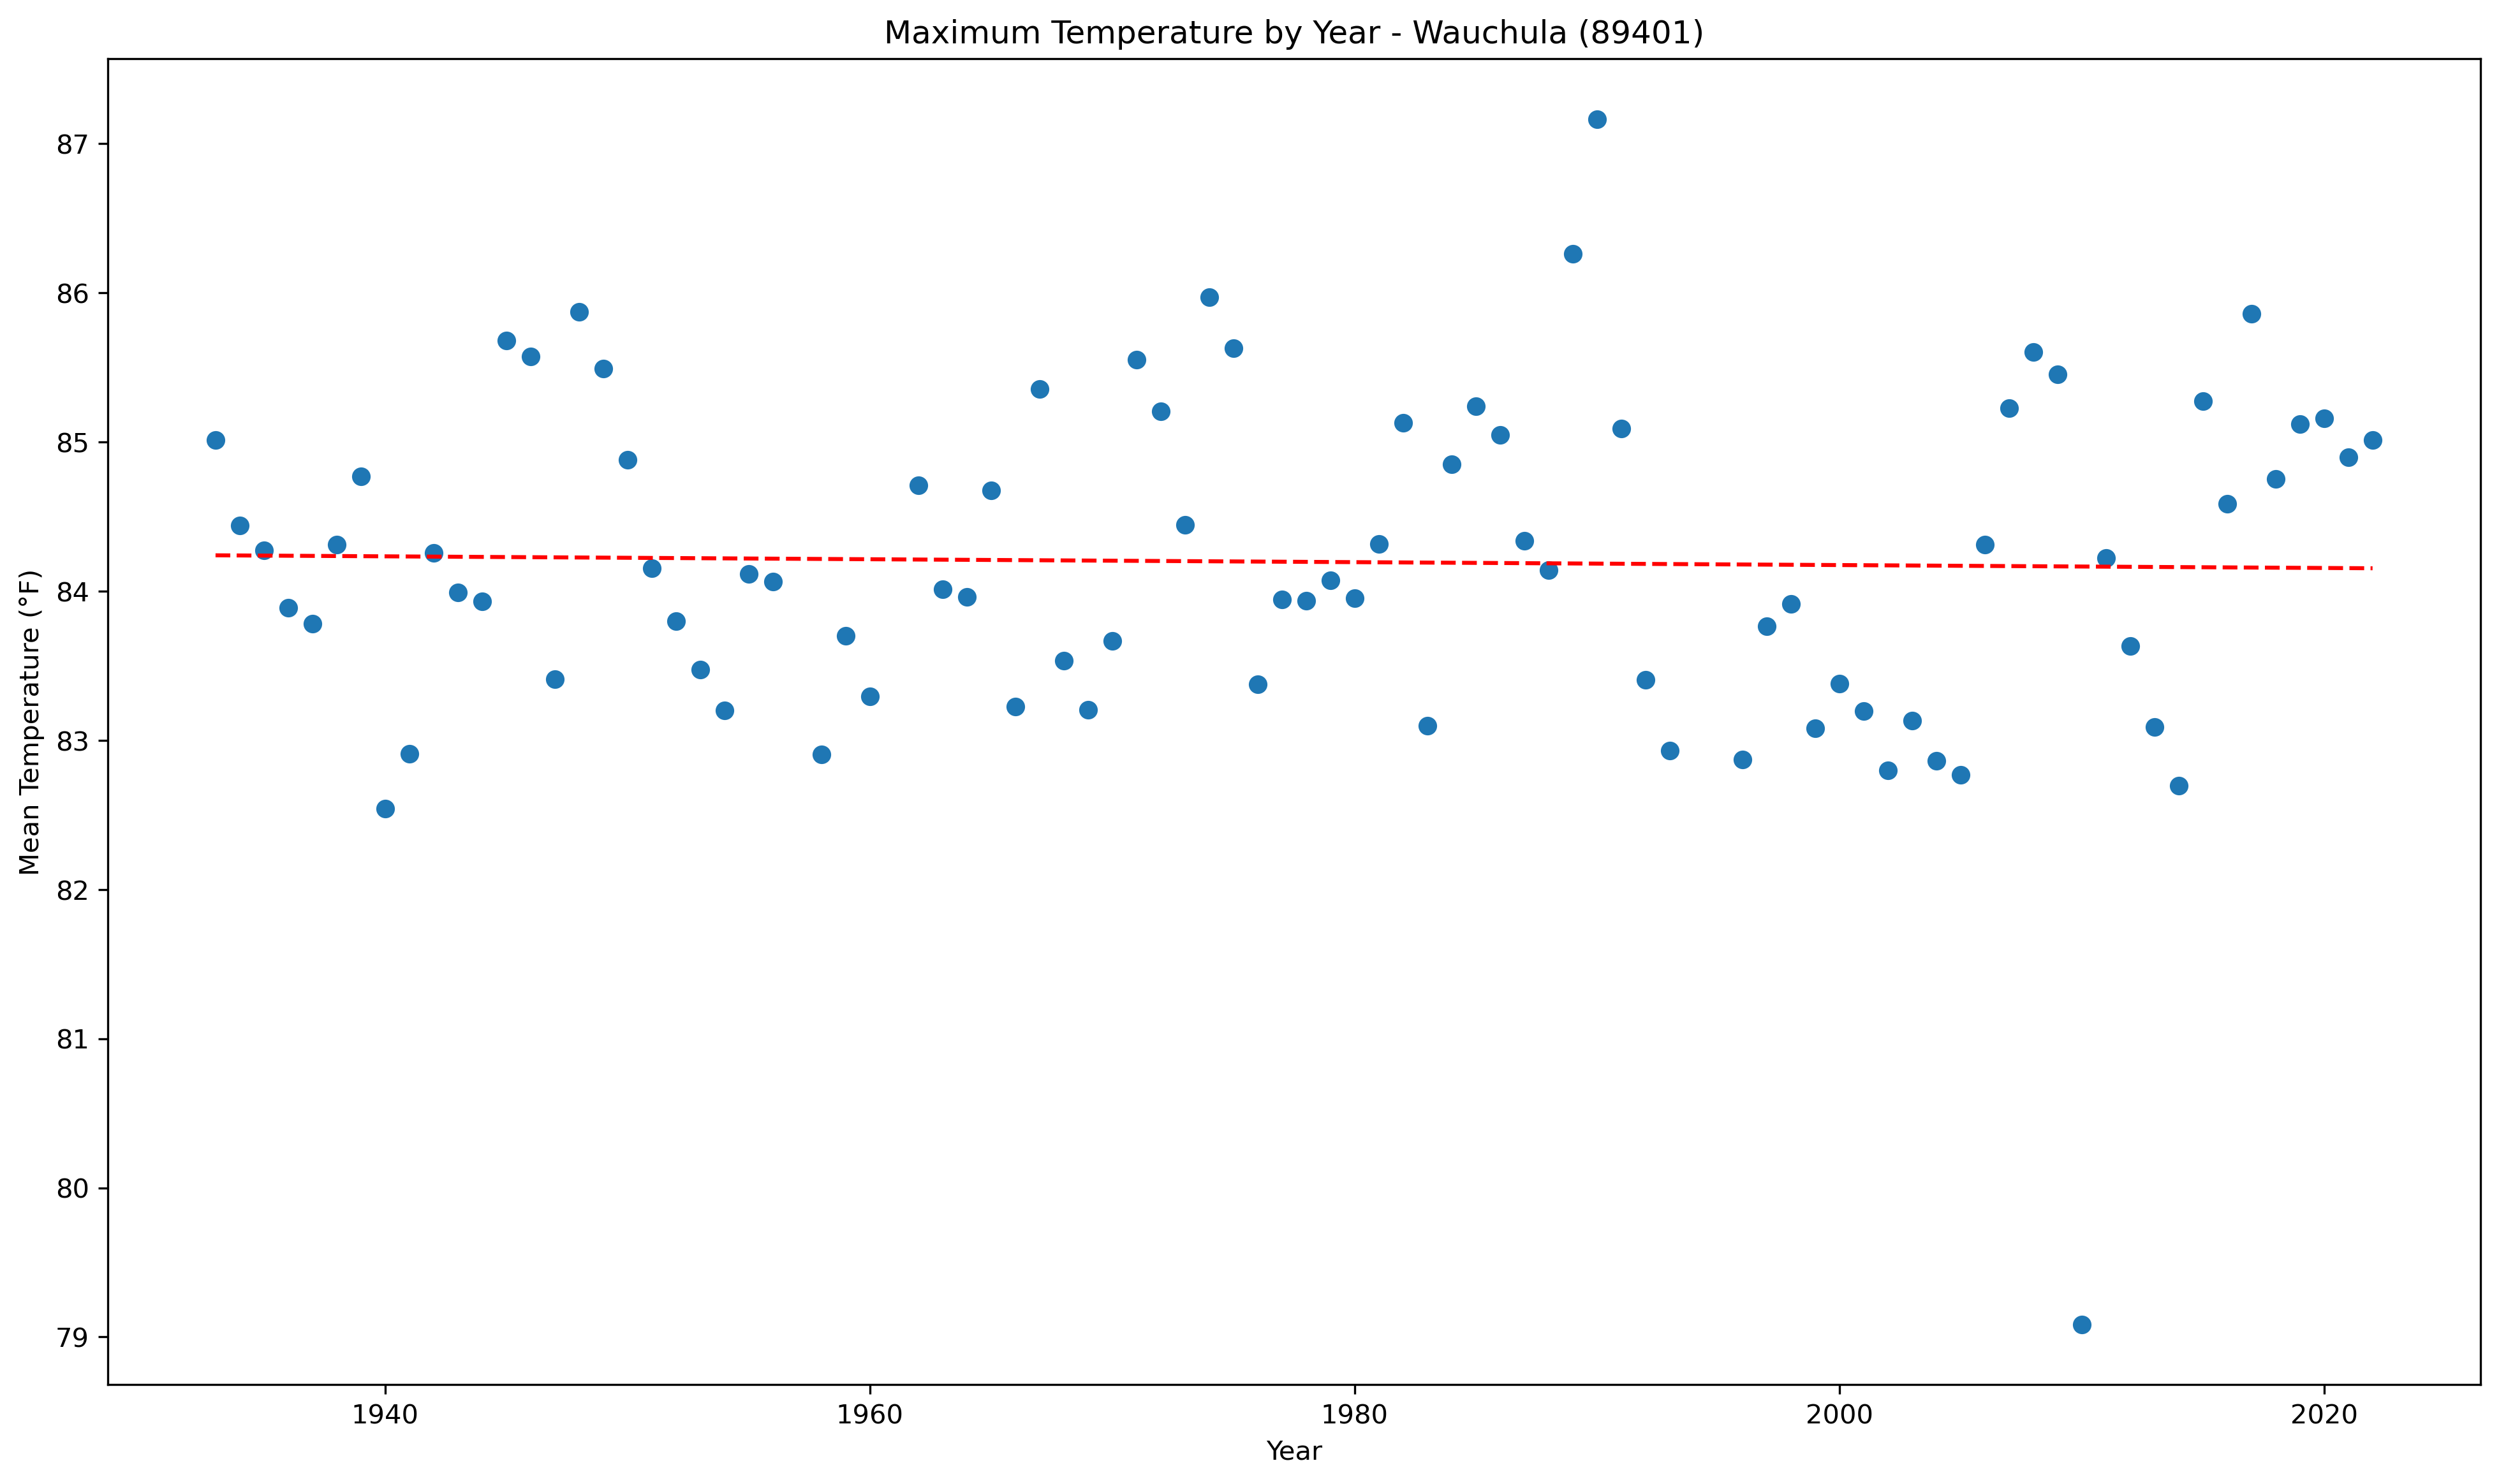 Maximum Temperature by Year - Wauchula (89401)
Mean Temperature (°F)
87
86
85
84
83
82
81
80
79
1940 1960 1980 2000 2020
Year